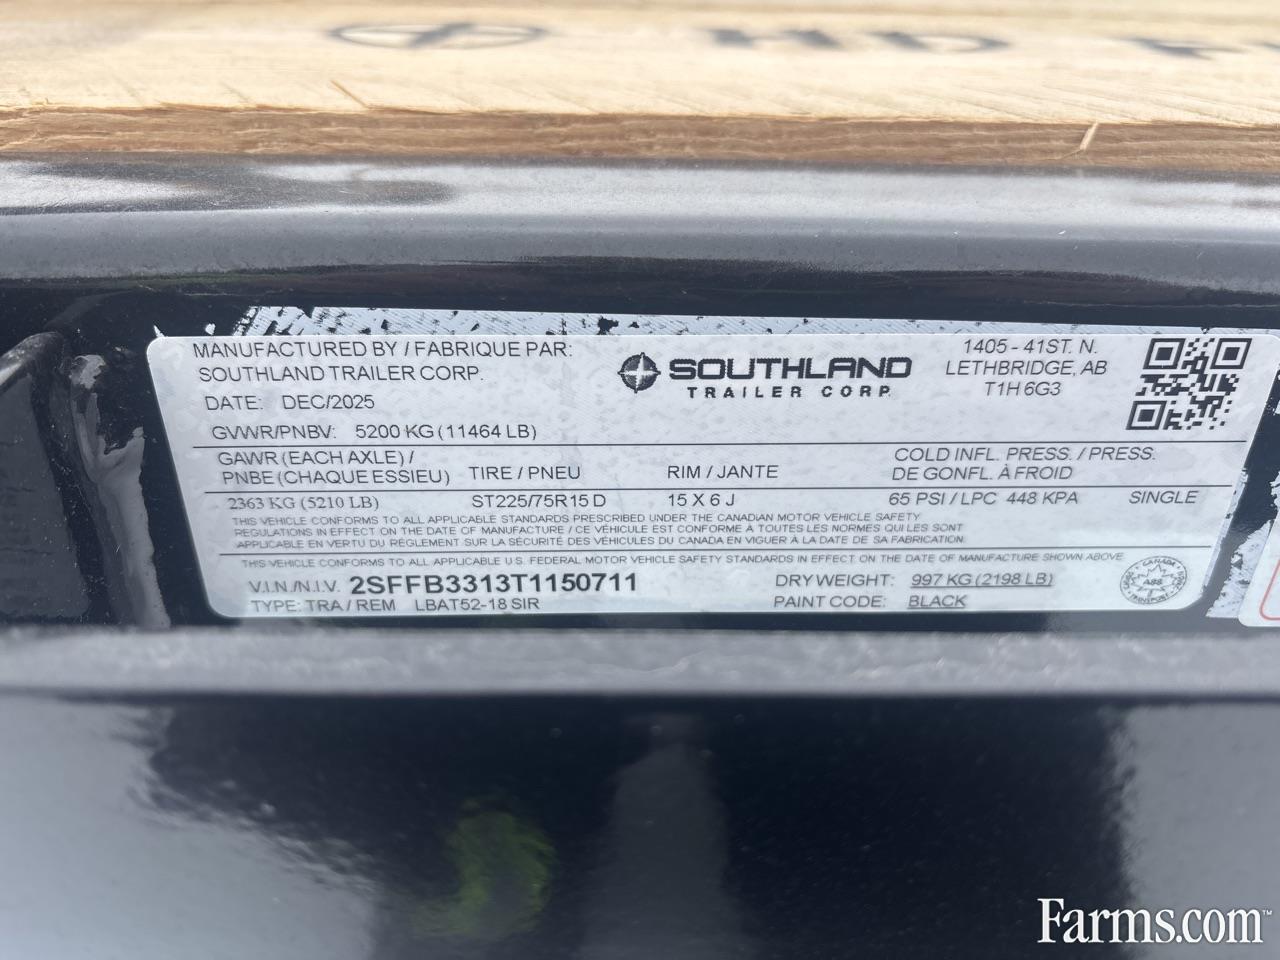 MANUFACTURED BY / FABRIQUE PAR:
SOUTHLAND TRAILER CORP.
DATE: DEC/2025
GVWR/PNBV: 5200 KG (11464 LB)
SOUTHLAND
TRAILER CORP
1405 - 41ST. N.
LETHBRIDGE, AB
T1H 6G3
GAWR (EACH AXLE) /
PNBE (CHAQUE ESSIEU) TIRE / PNEU RIM / JANTE
COLD INFL. PRESS. / PRESS.
DE GONFL. À FROID
2363 KG (5210 LB) ST225/75R15 D 15 X 6 J 65 PSI / LPC 448 KPA SINGLE
THIS VEHICLE CONFORMS TO ALL APPLICABLE STANDARDS PRESCRIBED UNDER THE CANADIAN MOTOR VEHICLE SAFETY
REGULATIONS IN EFFECT ON THE DATE OF MANUFACTURE / CE VÉHICULE EST CONFORME À TOUTES LES NORMES QUI LES SONT
APPLICABLE EN VERTU DU RÈGLEMENT SUR LA SÉCURITÉ DES VÉHICULES DU CANADA EN VIGUER À LA DATE DE SA FABRICATION.
THIS VEHICLE CONFORMS TO ALL APPLICABLE U.S. FEDERAL MOTOR VEHICLE SAFETY STANDARDS IN EFFECT ON THE DATE OF MANUFACTURE SHOWN ABOVE
V.I.N./N.I.V. 2SFFB3313T1150711 DRY WEIGHT: 997 KG (2198 LB)
TYPE: TRA / REM LBAT52-18 SIR PAINT CODE: BLACK
CANADA
TRANSPORT
Farms.com™